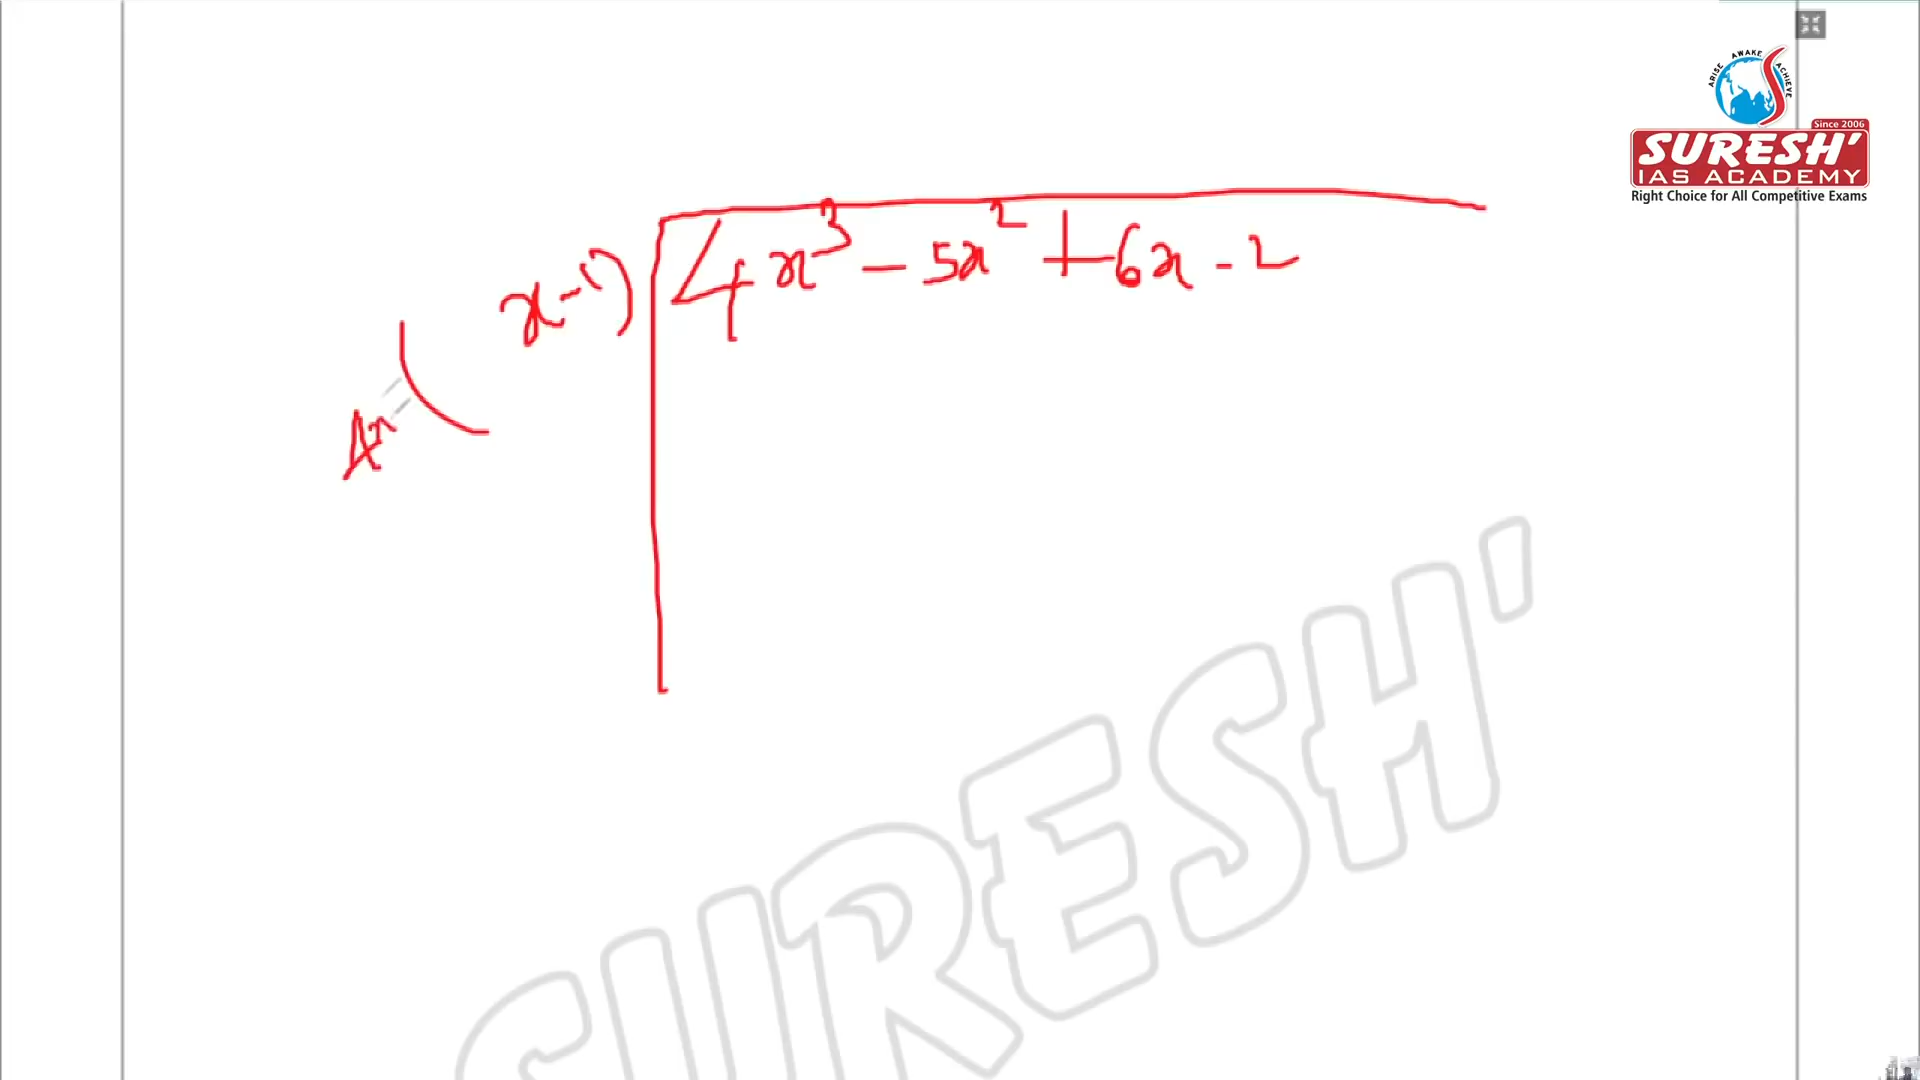 ARISE AWAKE ACHIEVE
Since 2006
SURESH'
IAS ACADEMY
Right Choice for All Competitive Exams
4x³ - 5x² + 6x - 2
x-1)
4x
SURESH'